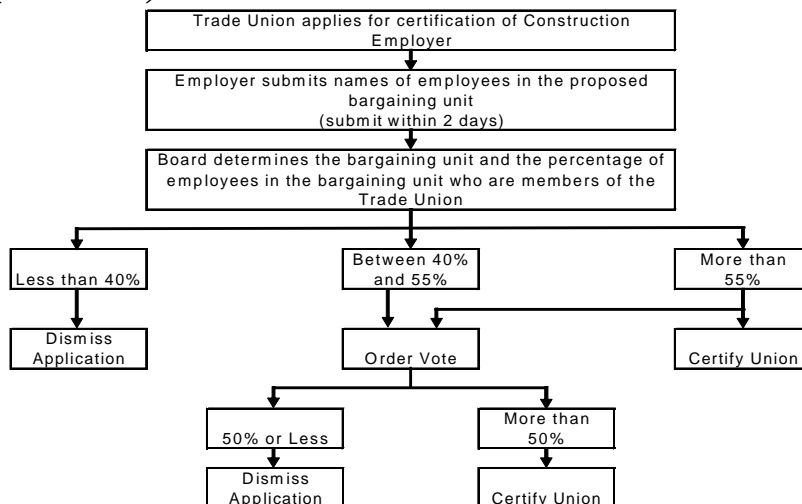 Trade Union applies for certification of Construction
Employer
Employer submits names of employees in the proposed
bargaining unit
(submit within 2 days)
Board determines the bargaining unit and the percentage of
employees in the bargaining unit who are members of the
Trade Union
Less than 40%
Between 40%
and 55%
More than
55%
Dismiss
Application
Order Vote
Certify Union
50% or Less
More than
50%
Dismiss
Application
Certify Union